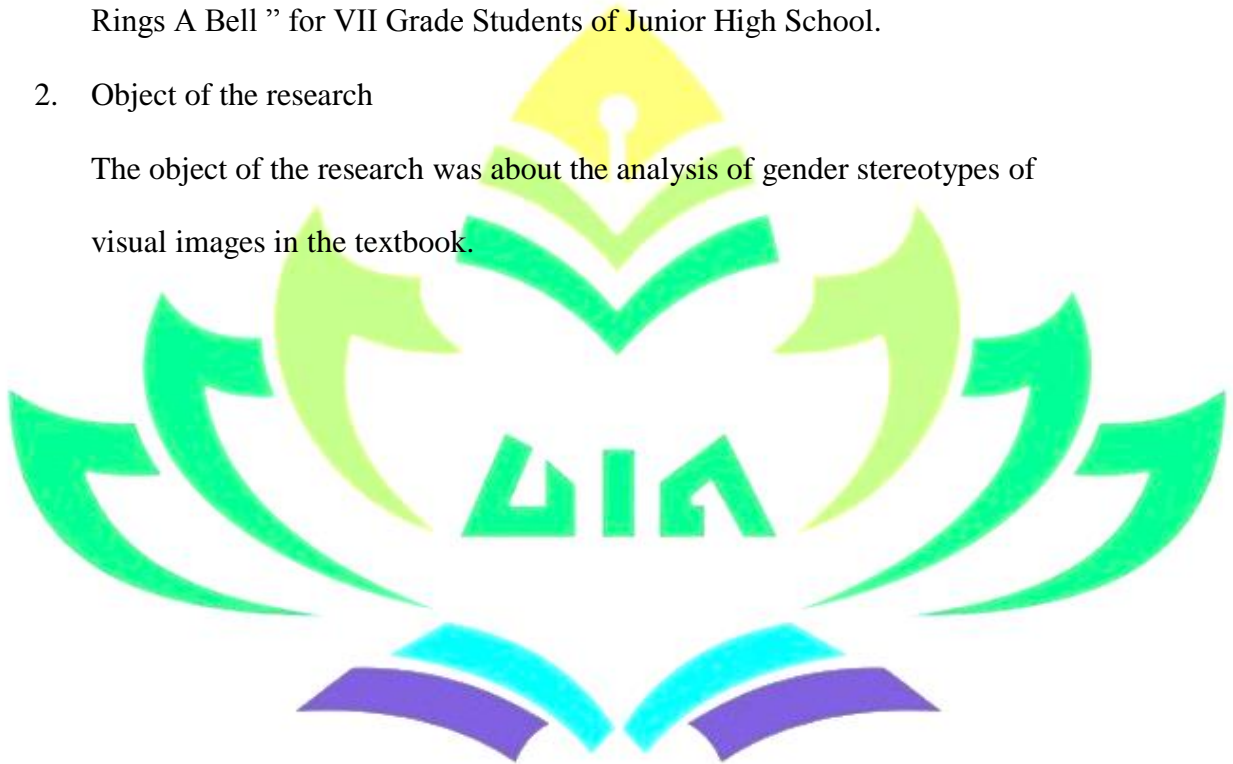 Rings A Bell ” for VII Grade Students of Junior High School.
2. Object of the research
The object of the research was about the analysis of gender stereotypes of
visual images in the textbook.
UIN